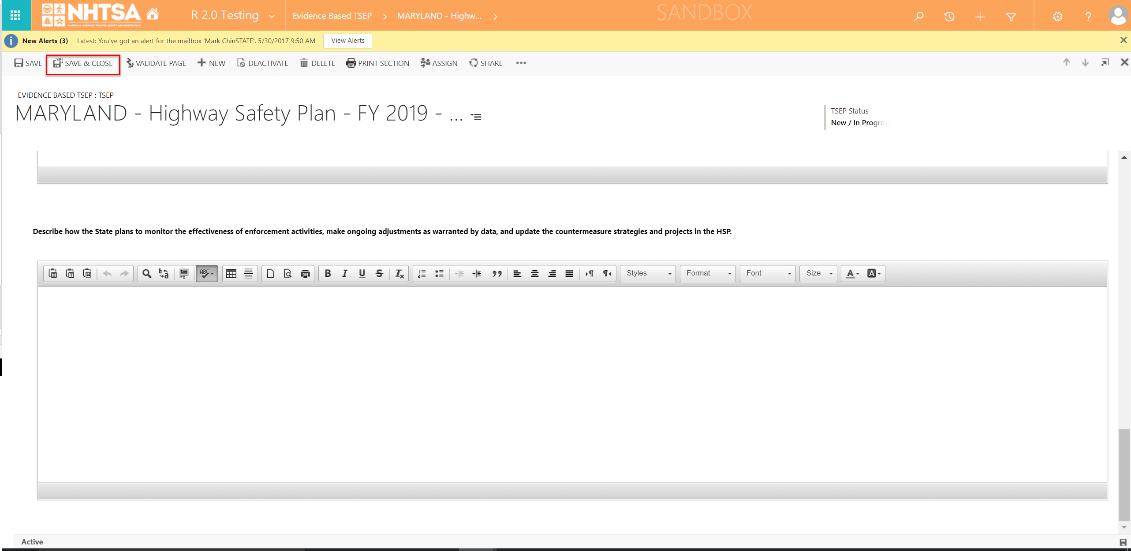 NHTSA R 2.0 Testing Evidence Based TSEP MARYLAND - Highw... SANDBOX
New Alerts (3) Latest: You've got an alert for the mailbox 'Mark ChinSTATE'. 5/30/2017 9:50 AM View Alerts
SAVE SAVE & CLOSE VALIDATE PAGE NEW DEACTIVATE DELETE PRINT SECTION ASSIGN SHARE
EVIDENCE BASED TSEP : TSEP
MARYLAND - Highway Safety Plan - FY 2019 - ...
TSEP Status
New / In Progre
Describe how the State plans to monitor the effectiveness of enforcement activities, make ongoing adjustments as warranted by data, and update the countermeasure strategies and projects in the HSP.
B I U S Styles Format Font Size A A
Active